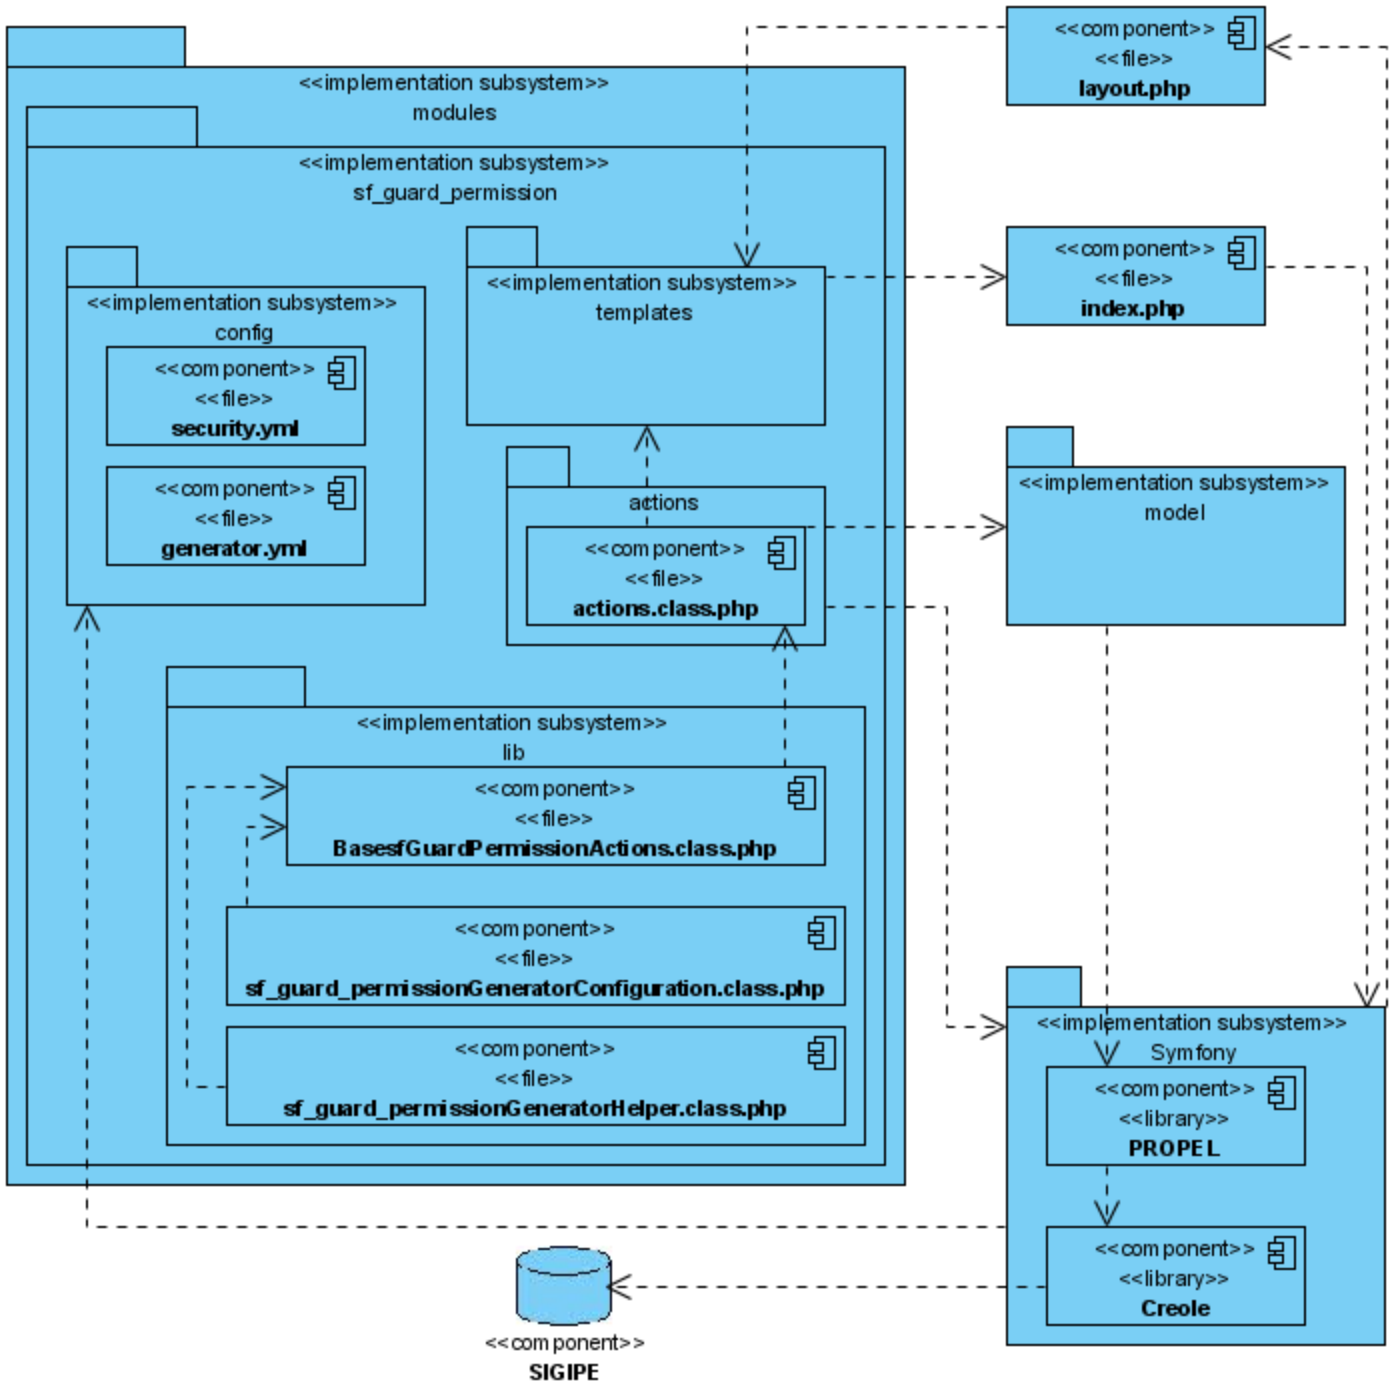 <<component>>
<<file>>
layout.php
<<implementation subsystem>>
modules
<<implementation subsystem>>
sf_guard_permission
<<component>>
<<file>>
index.php
<<implementation subsystem>>
templates
<<implementation subsystem>>
config
<<component>>
<<file>>
security.yml
<<component>>
<<file>>
generator.yml
<<implementation subsystem>>
model
actions
<<component>>
<<file>>
actions.class.php
<<implementation subsystem>>
lib
<<component>>
<<file>>
BasesfGuardPermissionActions.class.php
<<component>>
<<file>>
sf_guard_permissionGeneratorConfiguration.class.php
<<component>>
<<file>>
sf_guard_permissionGeneratorHelper.class.php
<<implementation subsystem>>
Symfony
<<component>>
<<library>>
PROPEL
<<component>>
<<library>>
Creole
<<component>>
SIGIPE